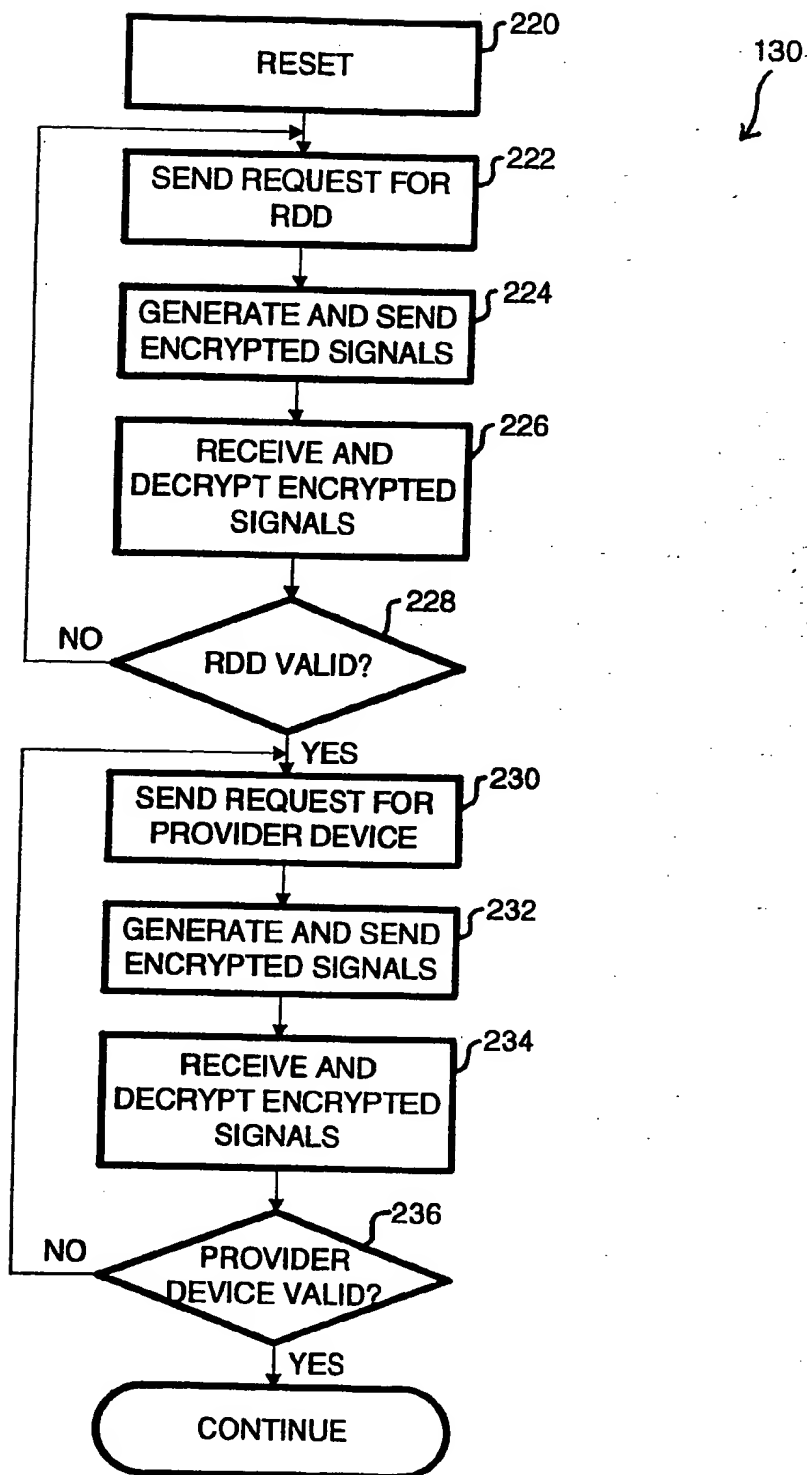 220
RESET
130
222
SEND REQUEST FOR
RDD
224
GENERATE AND SEND
ENCRYPTED SIGNALS
226
RECEIVE AND
DECRYPT ENCRYPTED
SIGNALS
228
NO
RDD VALID?
YES
230
SEND REQUEST FOR
PROVIDER DEVICE
232
GENERATE AND SEND
ENCRYPTED SIGNALS
234
RECEIVE AND
DECRYPT ENCRYPTED
SIGNALS
236
NO
PROVIDER
DEVICE VALID?
YES
CONTINUE